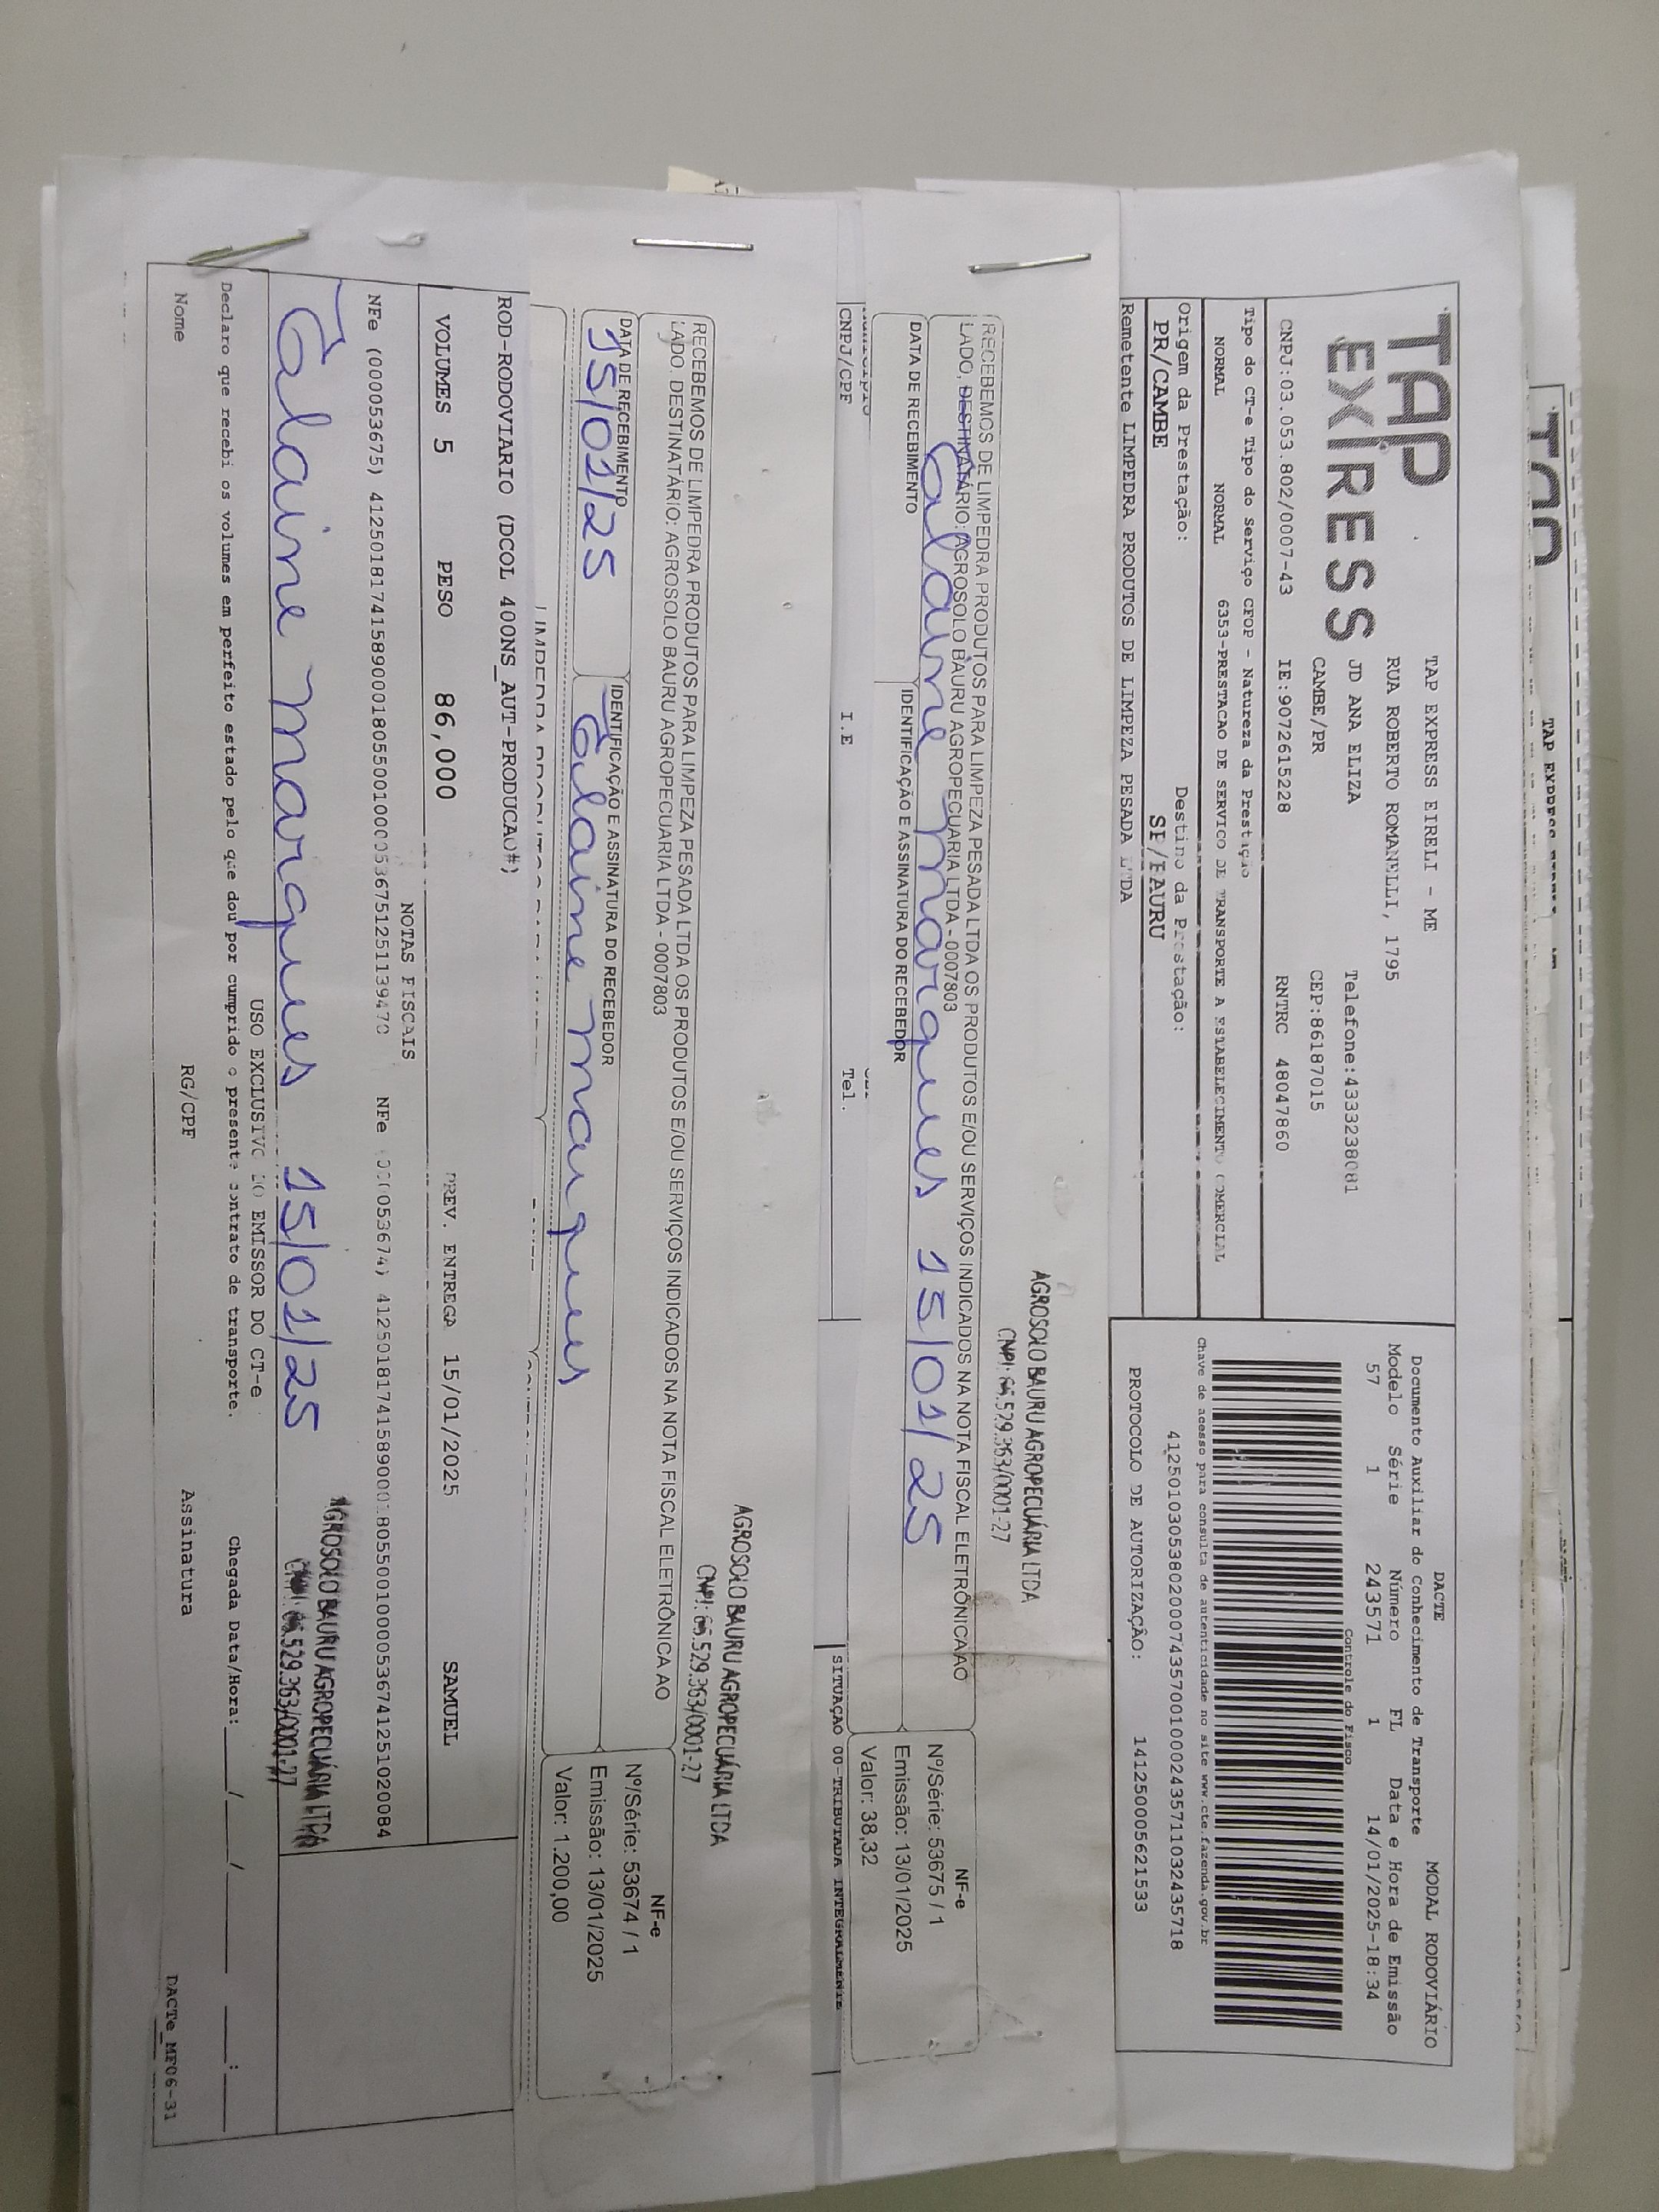 TAP EXPRESS
TAP EXPRESS EIRELI - ME
RUA ROBERTO ROMANELLI, 1795
JD ANA ELIZA
Telefone:4333238081
CAMBE/PR
CEP:86187015
CNPJ:03.053.802/0007-43
IE:9072615228
RNTRC 48047860
Tipo do CT-e Tipo do Serviço CFOP - Natureza da Prestação
NORMAL NORMAL 6353-PRESTACAO DE SERVICO DE TRANSPORTE A ESTABELECIMENTO COMERCIAL
Origem da Prestação:
Destino da Prestação:
PR/CAMBE
SP/BAURU
Remetente LIMPEDRA PRODUTOS DE LIMPEZA PESADA LTDA
DACTE
MODAL RODOVIÁRIO
Documento Auxiliar do Conhecimento de Transporte
Modelo Série Número FL Data e Hora de Emissão
57 1 243571 1 14/01/2025-18:34
Controle do Fisco
Chave de acesso para consulta de autenticidade no site www.cte.fazenda.gov.br
41250103053802000743570010002435711032435718
PROTOCOLO DE AUTORIZAÇÃO: 141250005621533
AGROSOLO BAURU AGROPECUÁRIA LTDA
CNPJ: 66.529.363/0001-27
RECEBEMOS DE LIMPEDRA PRODUTOS PARA LIMPEZA PESADA LTDA OS PRODUTOS E/OU SERVIÇOS INDICADOS NA NOTA FISCAL ELETRÔNICA AO
LADO, DESTINATÁRIO: AGROSOLO BAURU AGROPECUARIA LTDA - 0007803
Talaine Marques 15/01/25
DATA DE RECEBIMENTO
IDENTIFICAÇÃO E ASSINATURA DO RECEBEDOR
NF-e
Nº/Série: 53675 / 1
Emissão: 13/01/2025
Valor: 38,32
CNPJ/CPF I.E Tel.
SITUAÇAO 00-TRIBUTADA INTEGRALMENTE
AGROSOLO BAURU AGROPECUÁRIA LTDA
CNPJ: 66.529.363/0001-27
RECEBEMOS DE LIMPEDRA PRODUTOS PARA LIMPEZA PESADA LTDA OS PRODUTOS E/OU SERVIÇOS INDICADOS NA NOTA FISCAL ELETRÔNICA AO
LADO, DESTINATÁRIO: AGROSOLO BAURU AGROPECUARIA LTDA - 0007803
DATA DE RECEBIMENTO
IDENTIFICAÇÃO E ASSINATURA DO RECEBEDOR
15/01/25
Talaine Marques
NF-e
Nº/Série: 53674 / 1
Emissão: 13/01/2025
Valor: 1.200,00
ROD-RODOVIARIO (DCOL 400NS_AUT-PRODUCAO#)
VOLUMES 5 PESO 86,000 PREV. ENTREGA 15/01/2025 SAMUEL
NOTAS FISCAIS
NFe (000053675) 41250181741589000180550010000536751251139470 NFe (000053674) 41250181741589000180550010000536741251020084
AGROSOLO BAURU AGROPECUÁRIA LTDA
CNPJ: 66.529.363/0001-27
Talaine Marques 15/01/25
USO EXCLUSIVO DO EMISSOR DO CT-e
Declaro que recebi os volumes em perfeito estado pelo que dou por cumprido o presente contrato de transporte.
Chegada Data/Hora: ____/____/____ ____:____
Nome RG/CPF Assinatura
DACTe_MF06-31